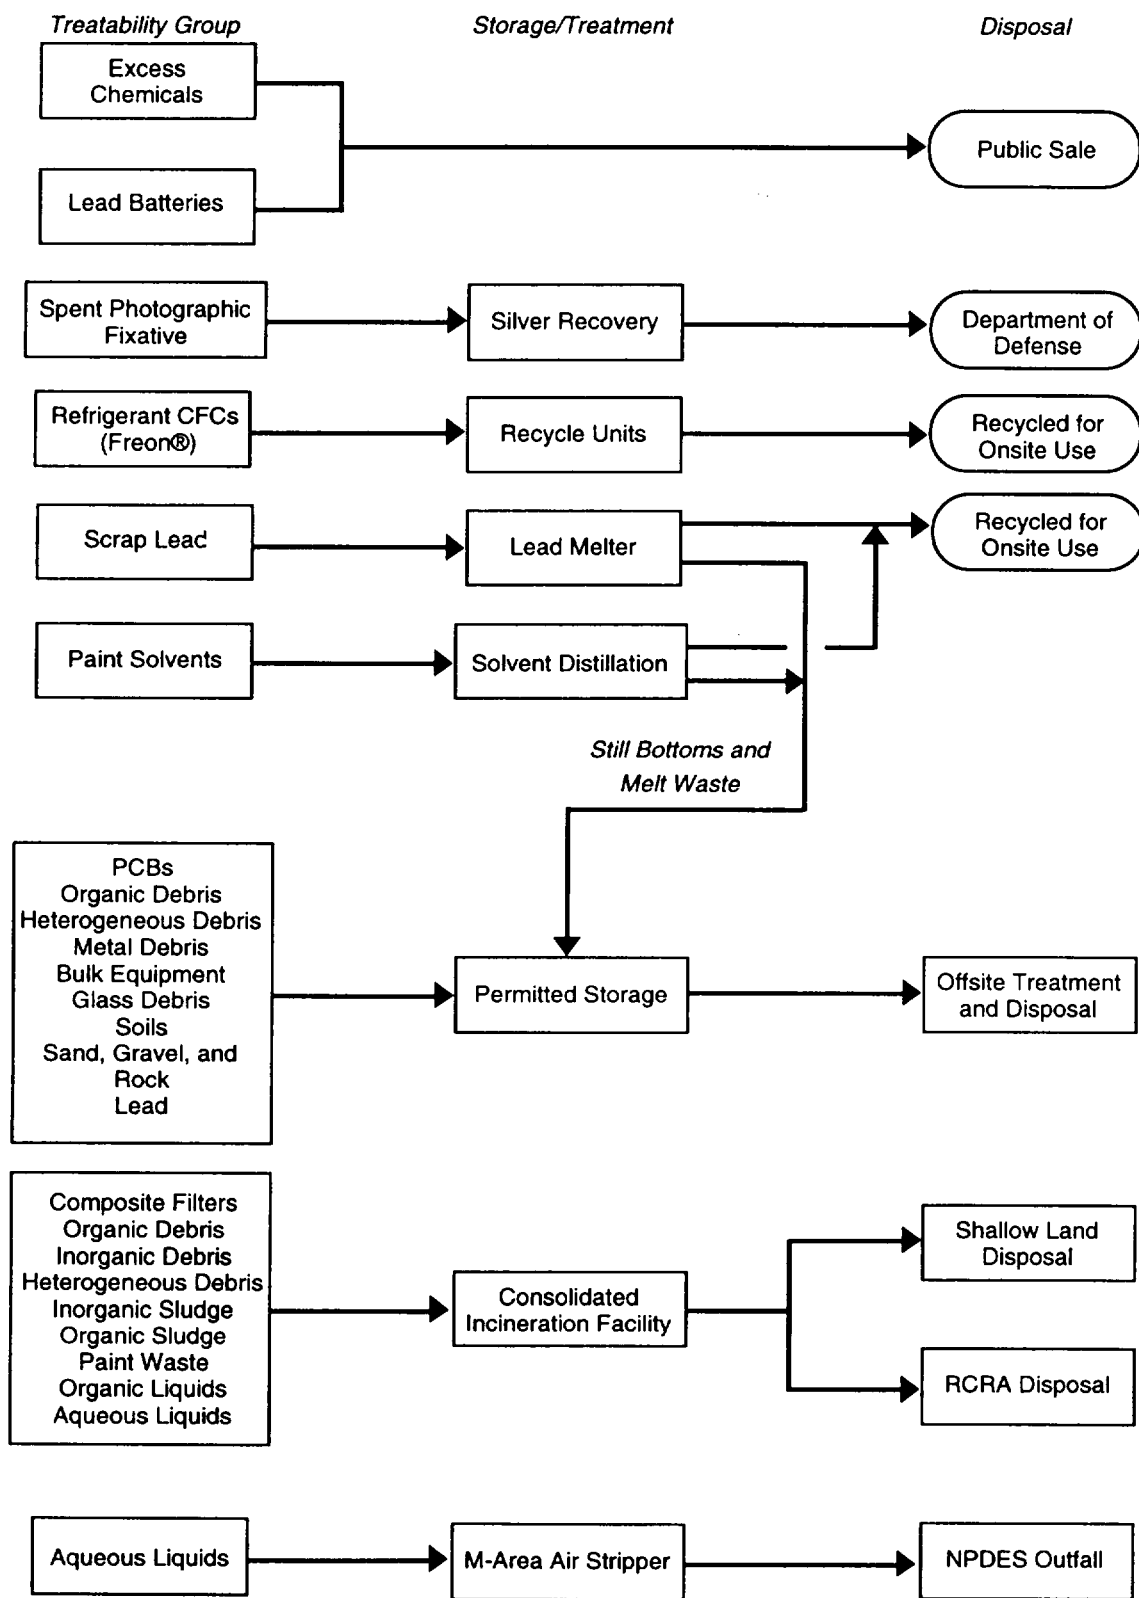 Treatability Group
Storage/Treatment
Disposal
Excess
Chemicals
Public Sale
Lead Batteries
Spent Photographic
Fixative
Silver Recovery
Department of
Defense
Refrigerant CFCs
(Freon®)
Recycle Units
Recycled for
Onsite Use
Scrap Lead
Lead Melter
Recycled for
Onsite Use
Paint Solvents
Solvent Distillation
Still Bottoms and
Melt Waste
PCBs
Organic Debris
Heterogeneous Debris
Metal Debris
Bulk Equipment
Glass Debris
Soils
Sand, Gravel, and
Rock
Lead
Permitted Storage
Offsite Treatment
and Disposal
Composite Filters
Organic Debris
Inorganic Debris
Heterogeneous Debris
Inorganic Sludge
Organic Sludge
Paint Waste
Organic Liquids
Aqueous Liquids
Consolidated
Incineration Facility
Shallow Land
Disposal
RCRA Disposal
Aqueous Liquids
M-Area Air Stripper
NPDES Outfall